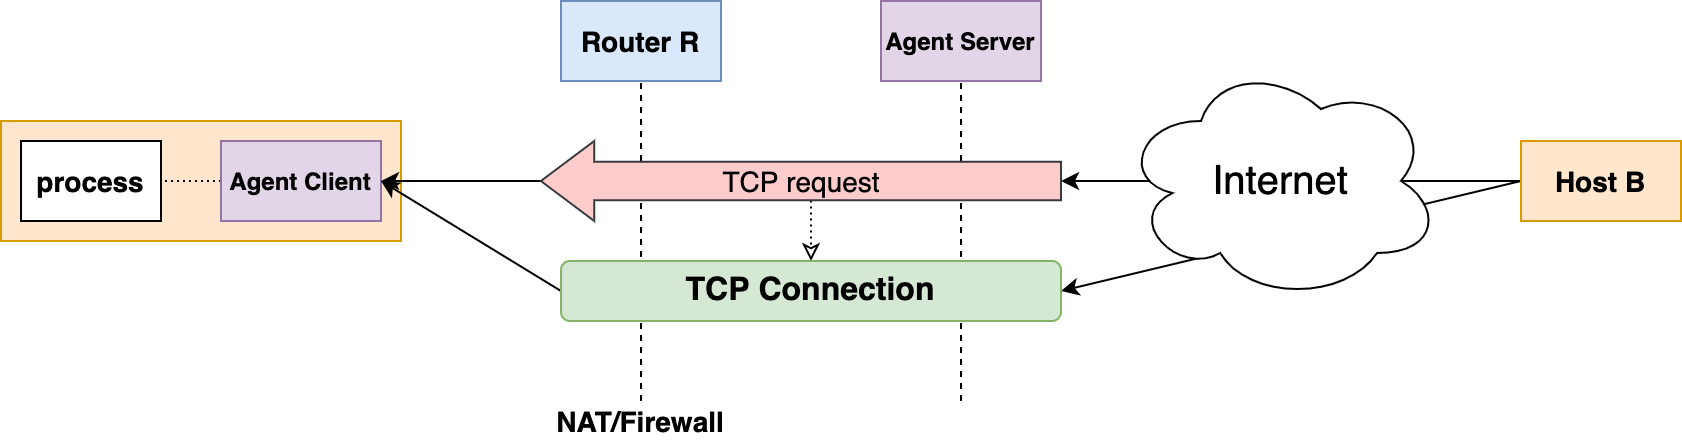 Router R
Agent Server
process
Agent Client
TCP request
Internet
Host B
TCP Connection
NAT/Firewall